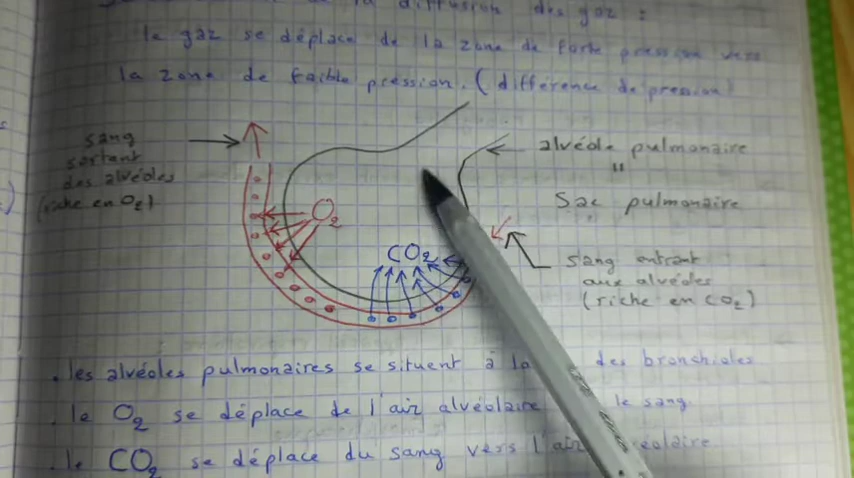 de la diffusion des gaz :
le gaz se déplace de la zone de forte pression vers
la zone de faible pression. (différence de pression)
sang
sortant
des alvéoles
(riche en O₂)
O₂
CO₂
alvéole pulmonaire
"
Sac pulmonaire
sang entrant
aux alvéoles
(riche en CO₂)
. les alvéoles pulmonaires se situent à la des bronchioles
. le O₂ se déplace de l'air alvéolaire le sang
. le CO₂ se déplace du sang vers l'air